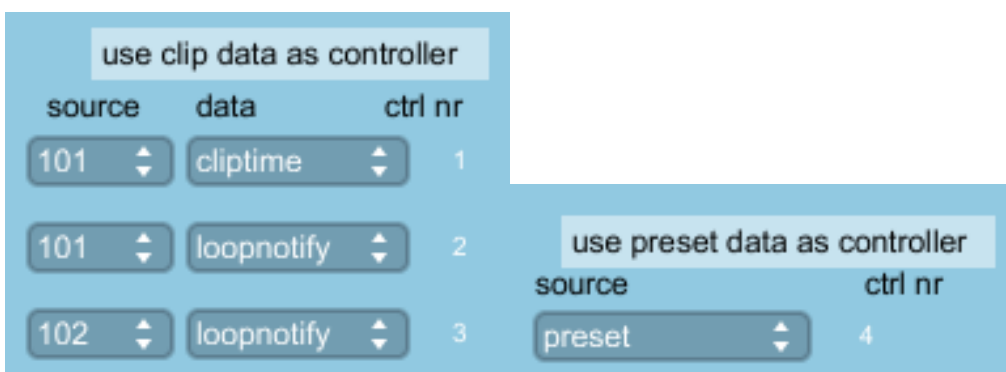 use clip data as controller
source data ctrl nr
101 cliptime 1
101 loopnotify 2
102 loopnotify 3
use preset data as controller
source ctrl nr
preset 4